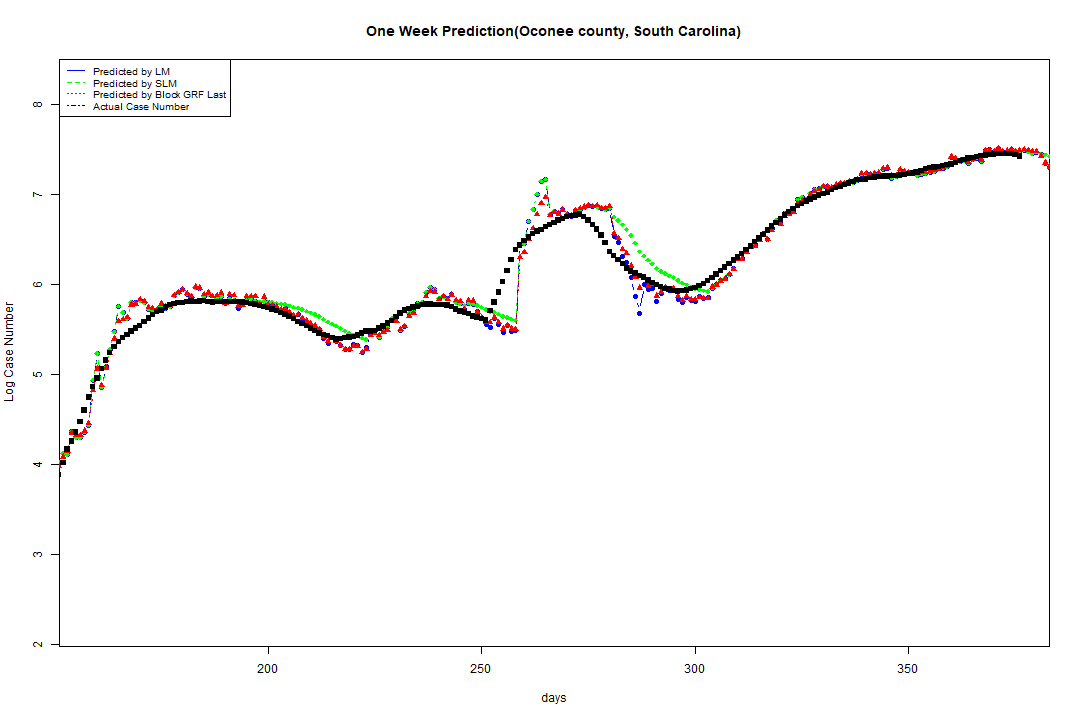 One Week Prediction(Oconee county, South Carolina)
Predicted by LM
Predicted by SLM
Predicted by Block GRF Last
Actual Case Number
8
7
6
5
4
3
2
Log Case Number
200
250
300
350
days